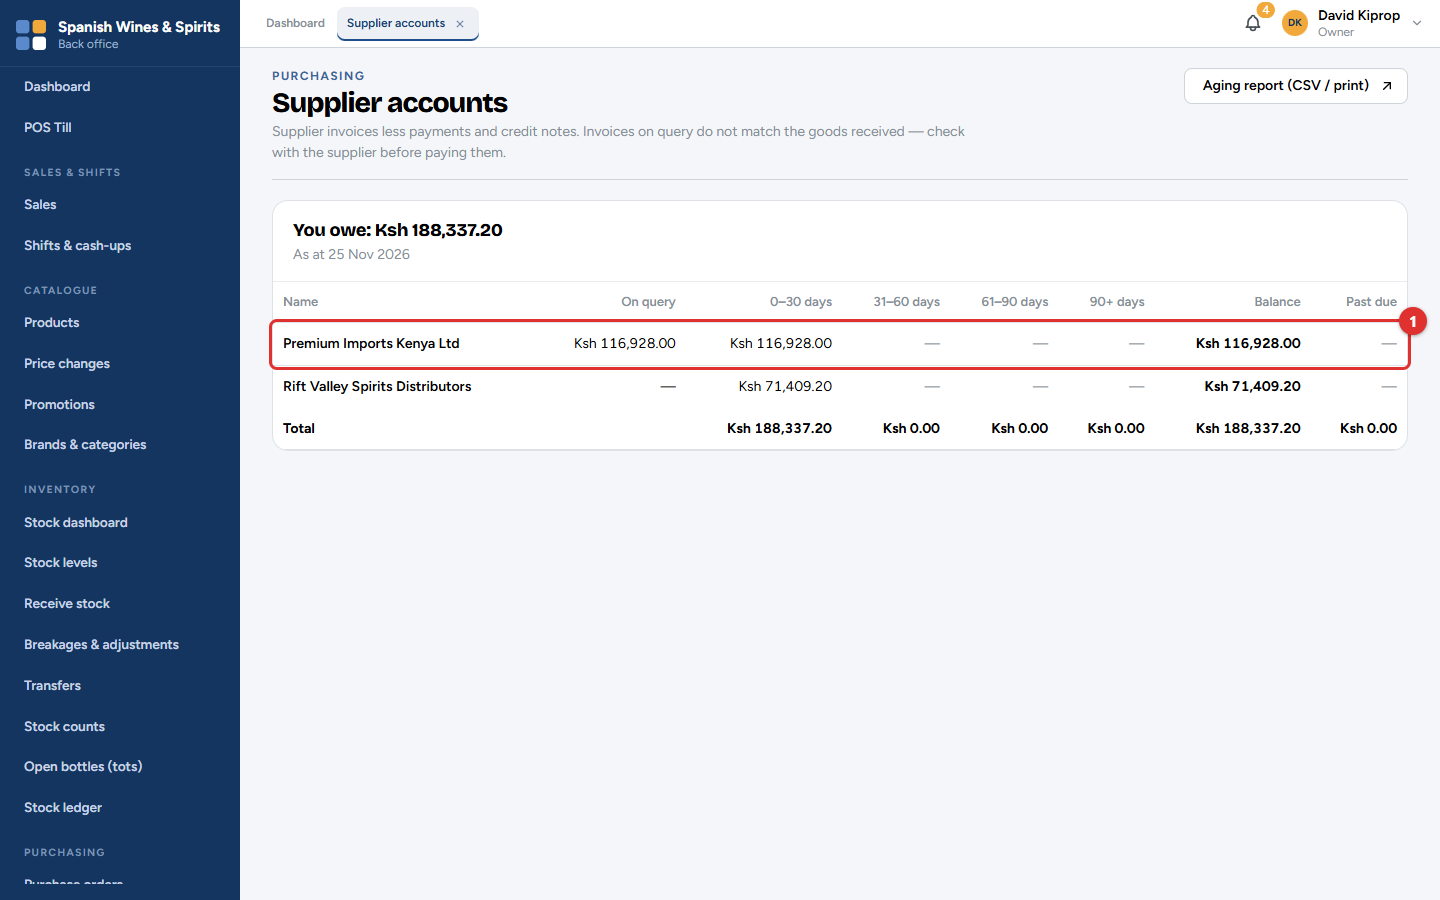 Spanish Wines & Spirits
Back office
Dashboard
POS Till
SALES & SHIFTS
Sales
Shifts & cash-ups
CATALOGUE
Products
Price changes
Promotions
Brands & categories
INVENTORY
Stock dashboard
Stock levels
Receive stock
Breakages & adjustments
Transfers
Stock counts
Open bottles (tots)
Stock ledger
PURCHASING
Purchase orders
Dashboard
Supplier accounts ×
4
DK
David Kiprop
Owner
PURCHASING
Supplier accounts
Supplier invoices less payments and credit notes. Invoices on query do not match the goods received — check
with the supplier before paying them.
Aging report (CSV / print)
You owe: Ksh 188,337.20
As at 25 Nov 2026
Name On query 0–30 days 31–60 days 61–90 days 90+ days Balance Past due
1
Premium Imports Kenya Ltd Ksh 116,928.00 Ksh 116,928.00 — — — Ksh 116,928.00 —
Rift Valley Spirits Distributors — Ksh 71,409.20 — — — Ksh 71,409.20 —
Total Ksh 188,337.20 Ksh 0.00 Ksh 0.00 Ksh 0.00 Ksh 188,337.20 Ksh 0.00